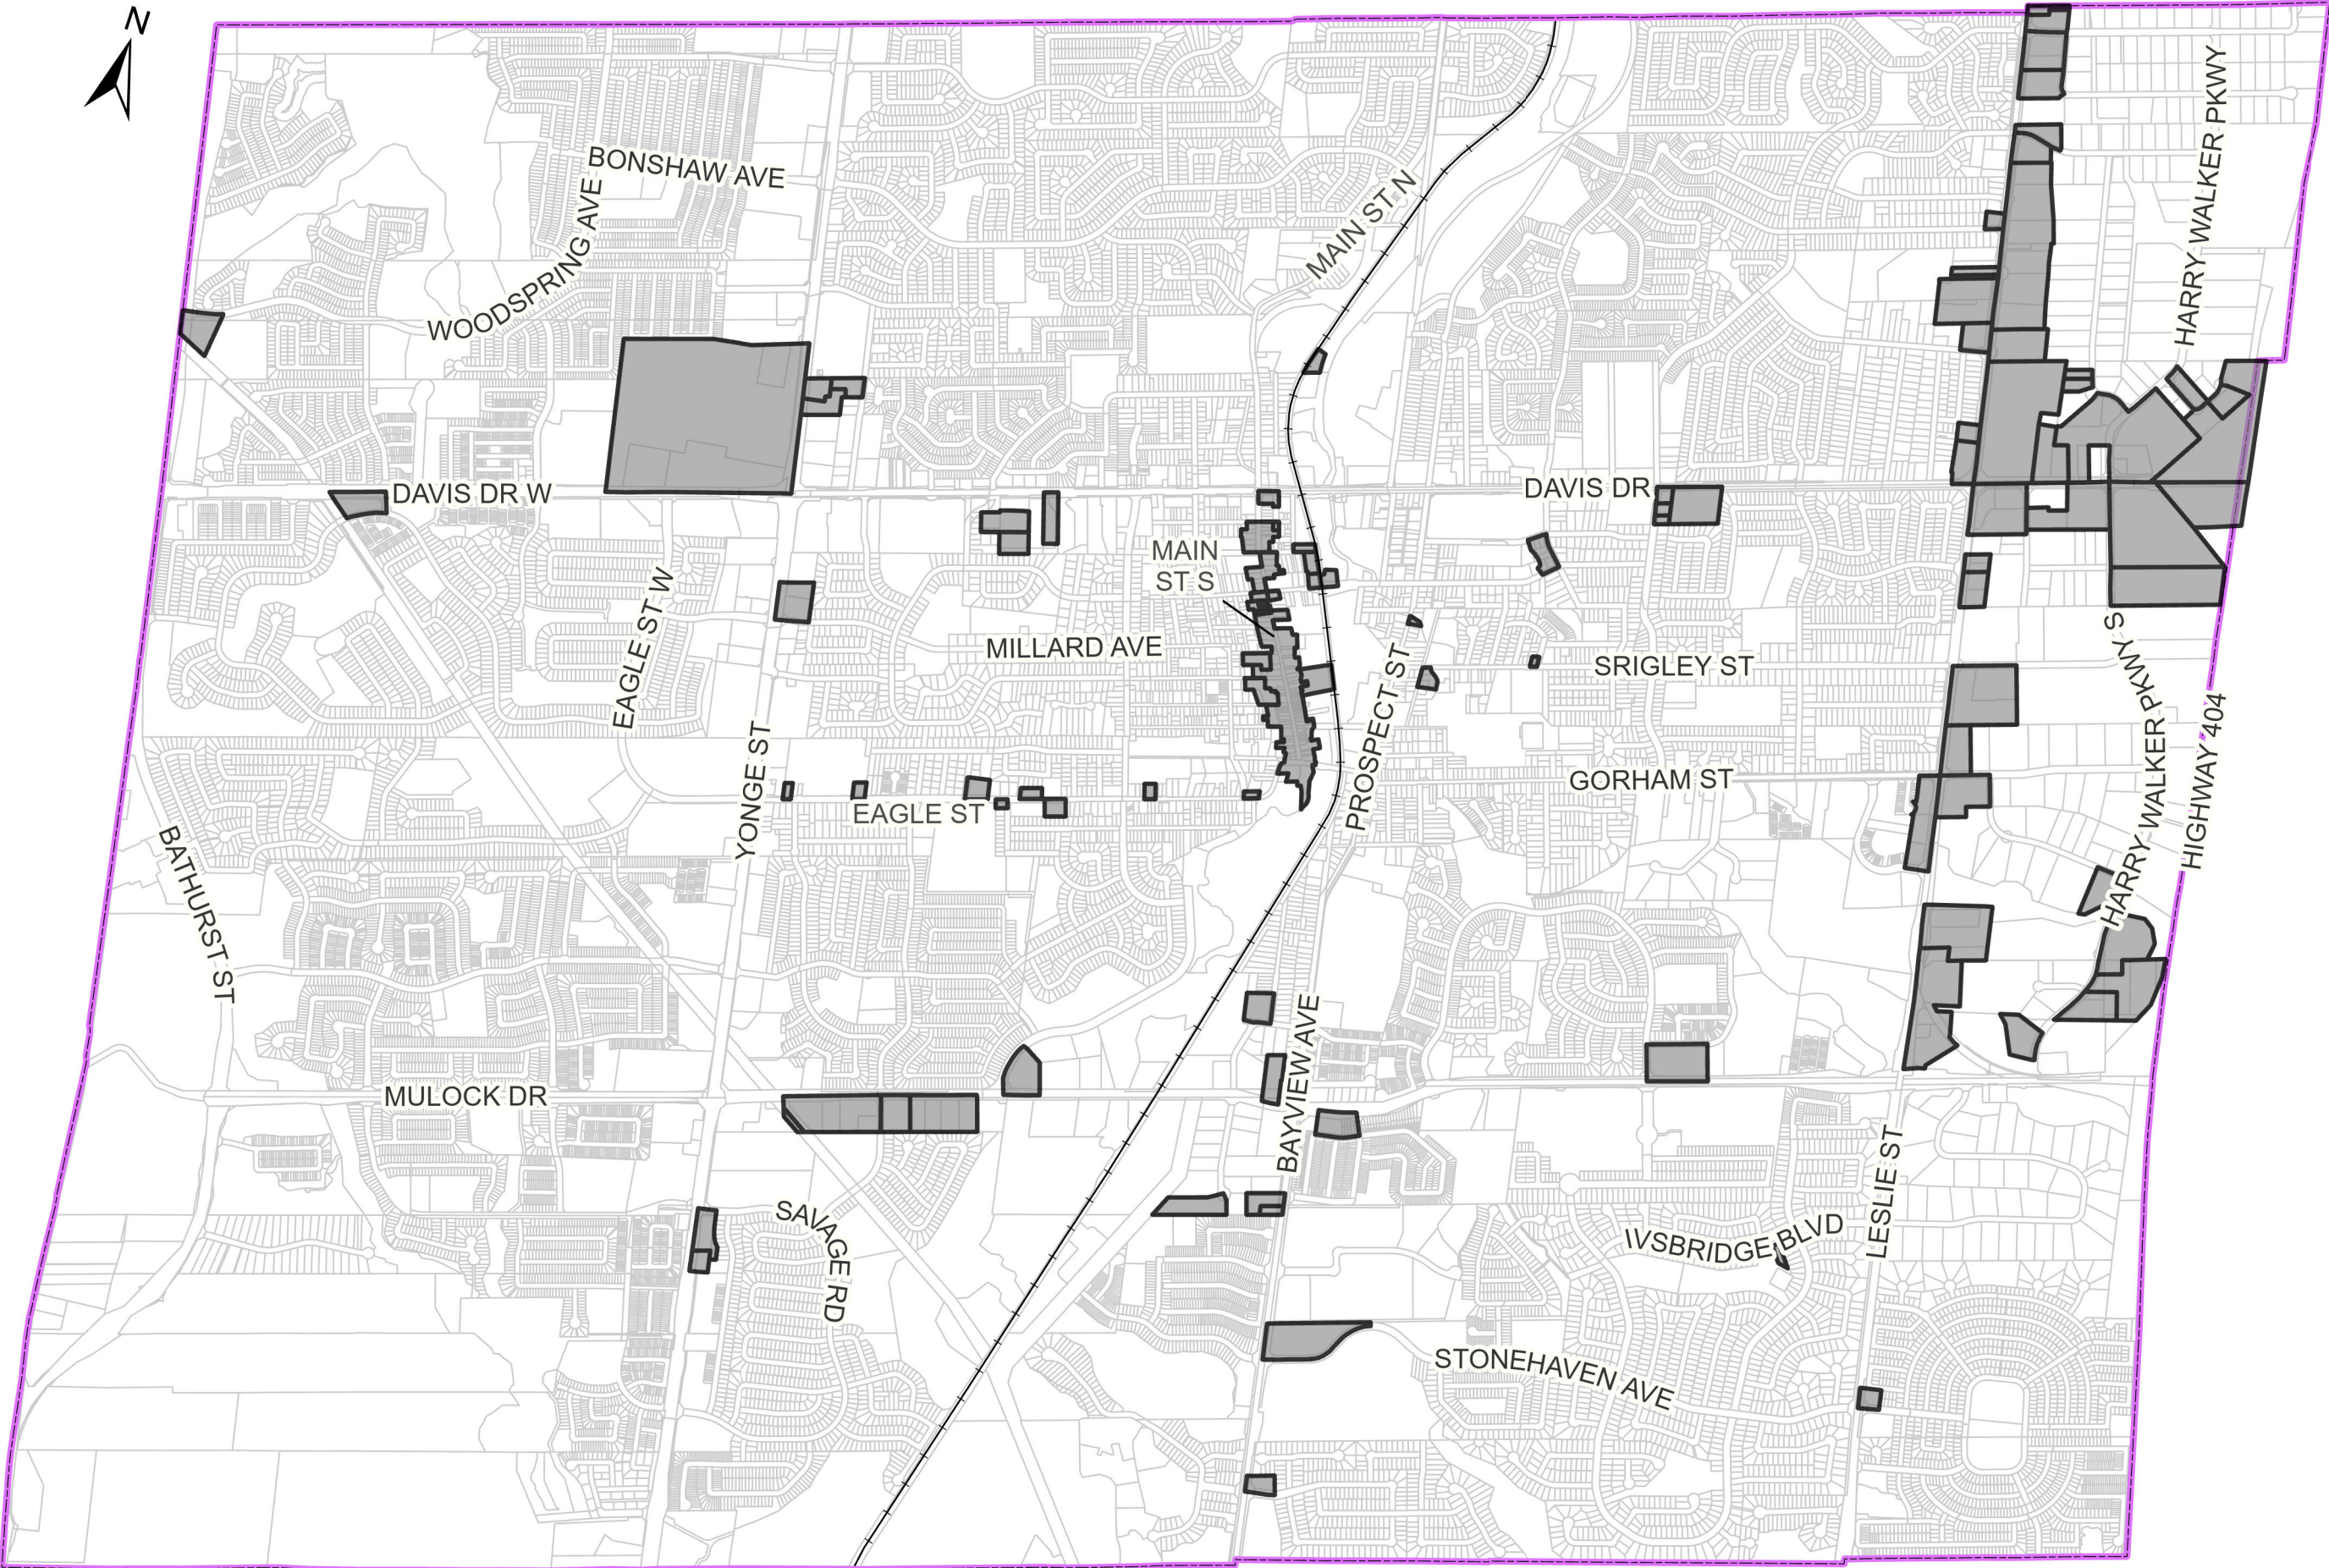 N
BONSHAW AVE
HARRY WALKER PKWY
WOODSPRING AVE
MAIN ST N
DAVIS DR W
DAVIS DR
MAIN
ST S
EAGLE ST W
MILLARD AVE
SRIGLEY ST
HARRY WALKER PKWY S
PROSPECT ST
YONGE ST
GORHAM ST
HIGHWAY 404
EAGLE ST
BATHURST ST
BAYVIEW AVE
MULOCK DR
LESLIE ST
SAVAGE RD
IVSBRIDGE BLVD
STONEHAVEN AVE